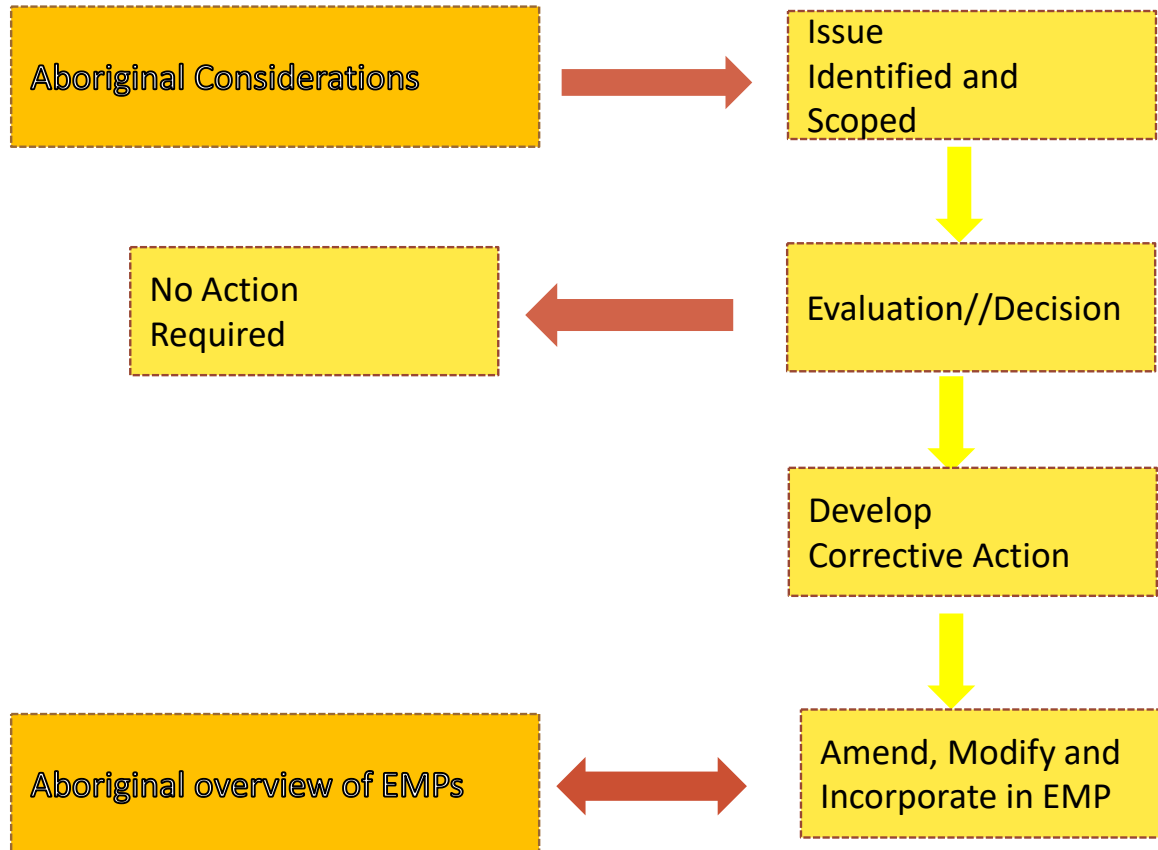 Aboriginal Considerations
Issue
Identified and
Scoped
No Action
Required
Evaluation//Decision
Develop
Corrective Action
Aboriginal overview of EMPs
Amend, Modify and
Incorporate in EMP